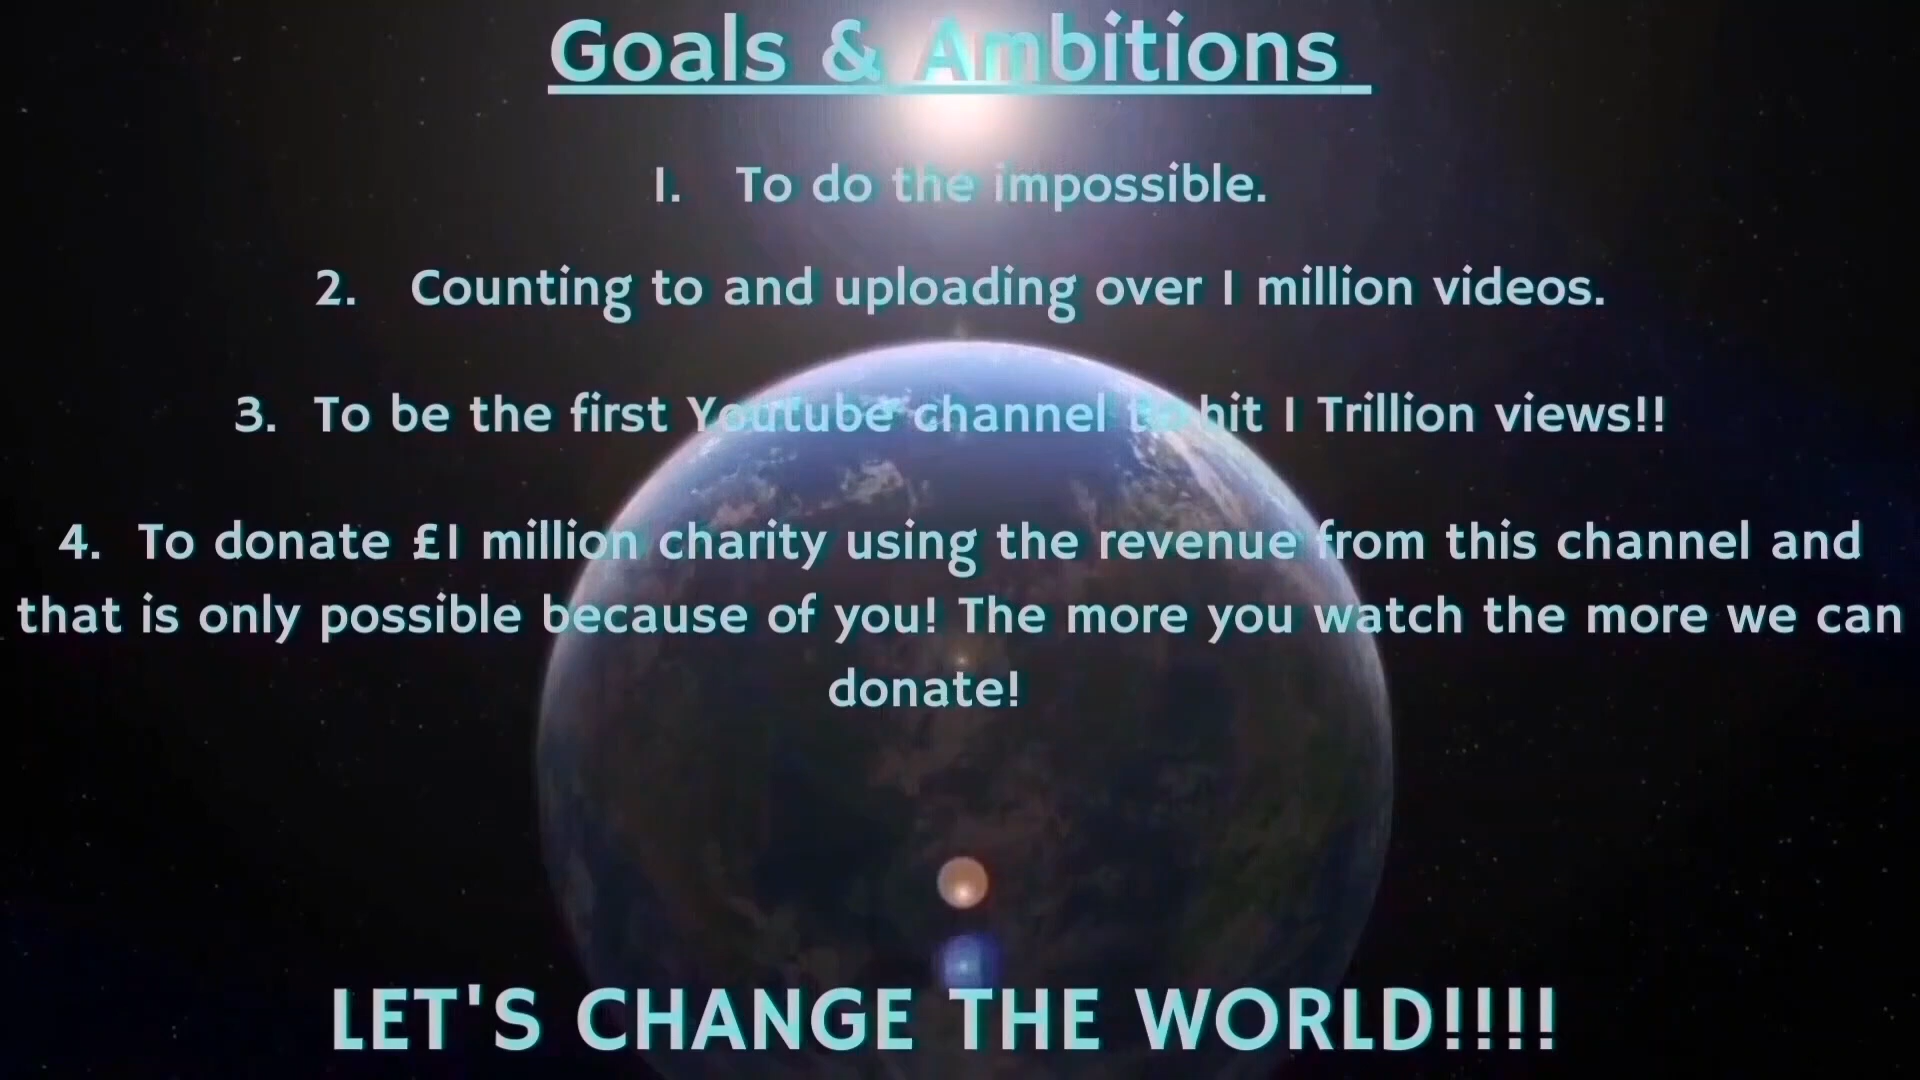 Goals & Ambitions
1. To do the impossible.
2. Counting to and uploading over 1 million videos.
3. To be the first Youtube channel to hit 1 Trillion views!!
4. To donate £1 million charity using the revenue from this channel and
that is only possible because of you! The more you watch the more we can
donate!
LET'S CHANGE THE WORLD!!!!